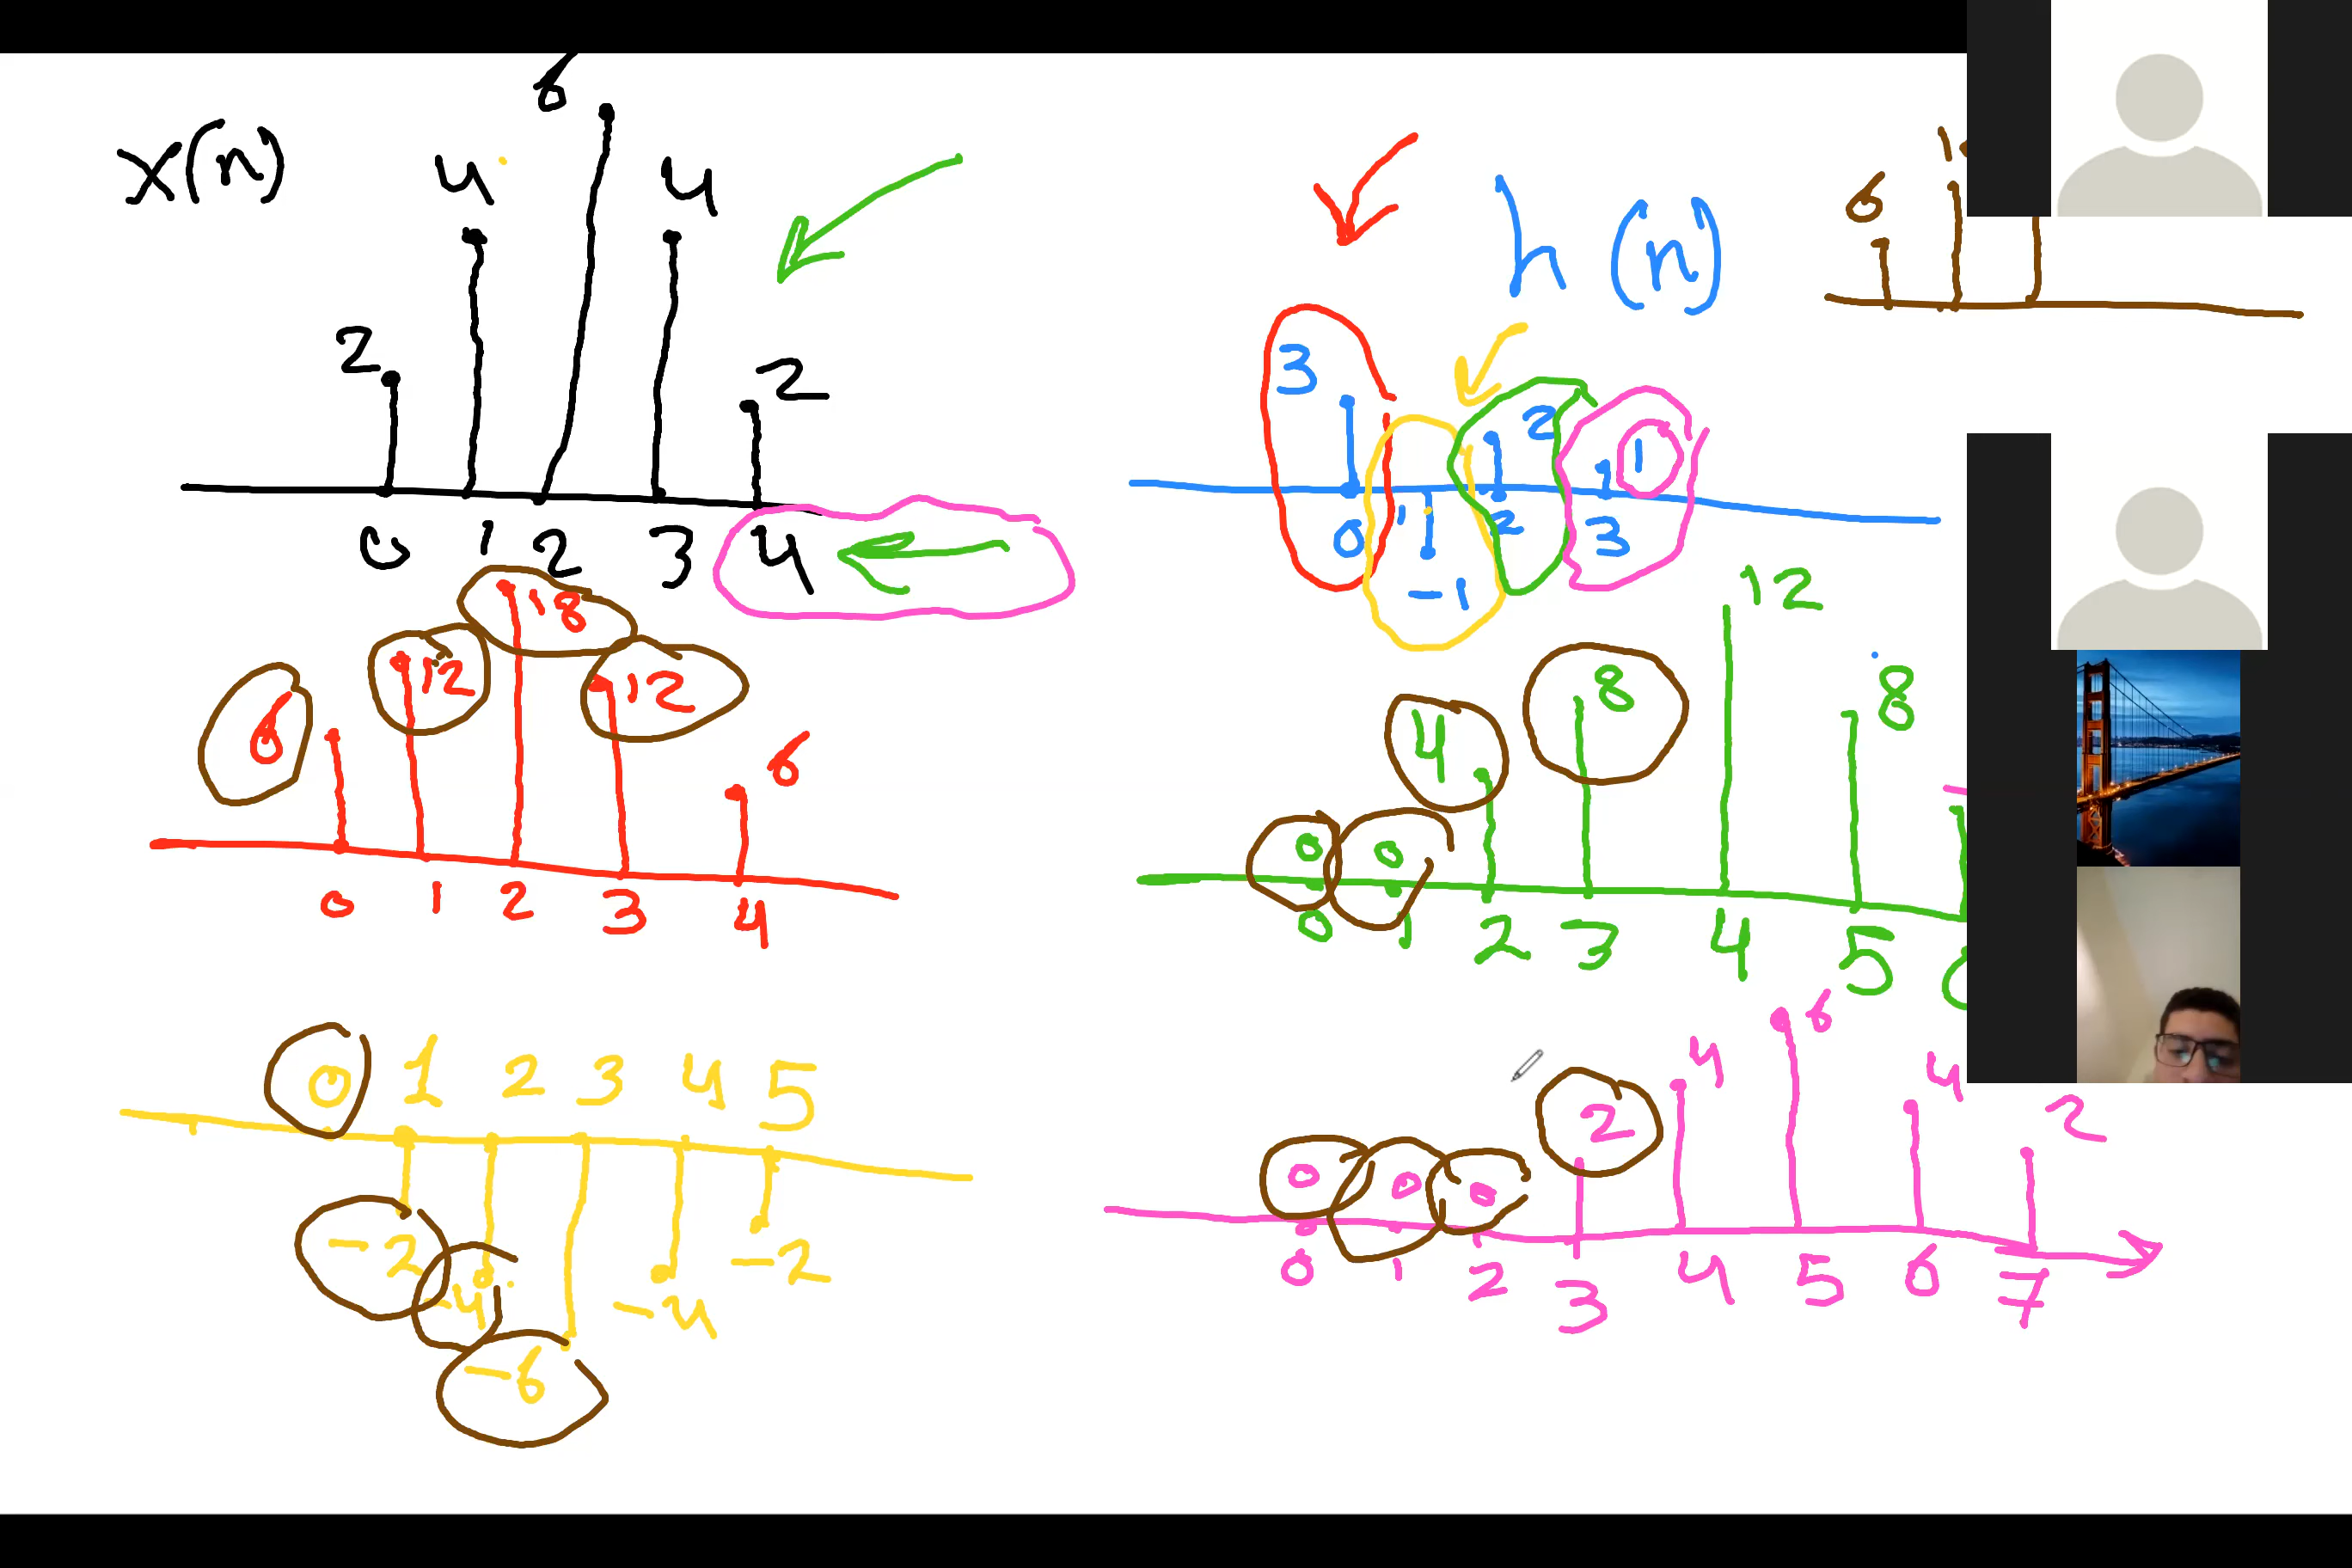 x(n)
2 4 6 4 2
0 1 2 3 4
h(n)
3 2 1
0 1 2 3
-1
6
6 12 18 12 6
0 1 2 3 4
0 0 4 8 12 8
0 1 2 3 4 5
0 1 2 3 4 5
-2 -4 -6 -4 -2
0 0 0 2 4 6 4 2
0 1 2 3 4 5 6 7